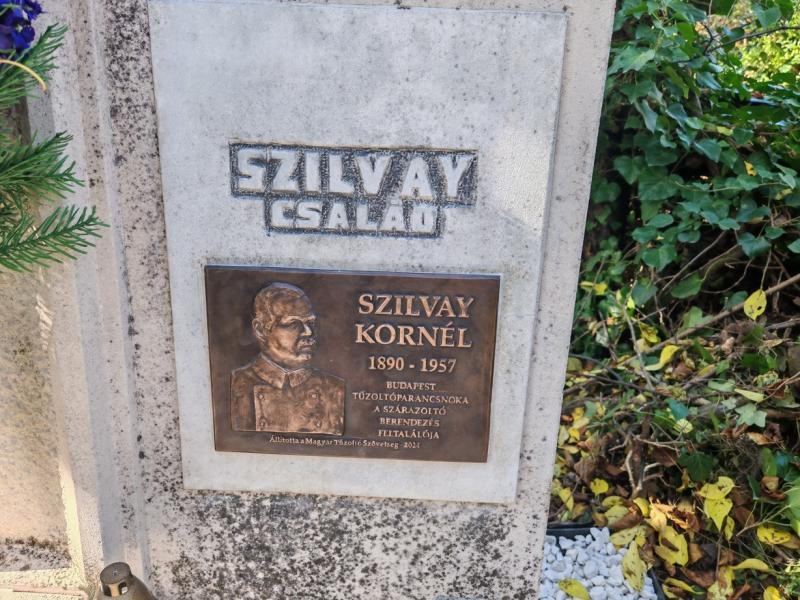 SZILVAY
CSALÁD
SZILVAY
KORNÉL
1890 - 1957
BUDAPEST
TŰZOLTÓPARANCSNOKA
A SZÁRAZOLTÓ
BERENDEZÉS
FELTALÁLÓJA
Állította a Magyar Tűzoltó Szövetség - 2021